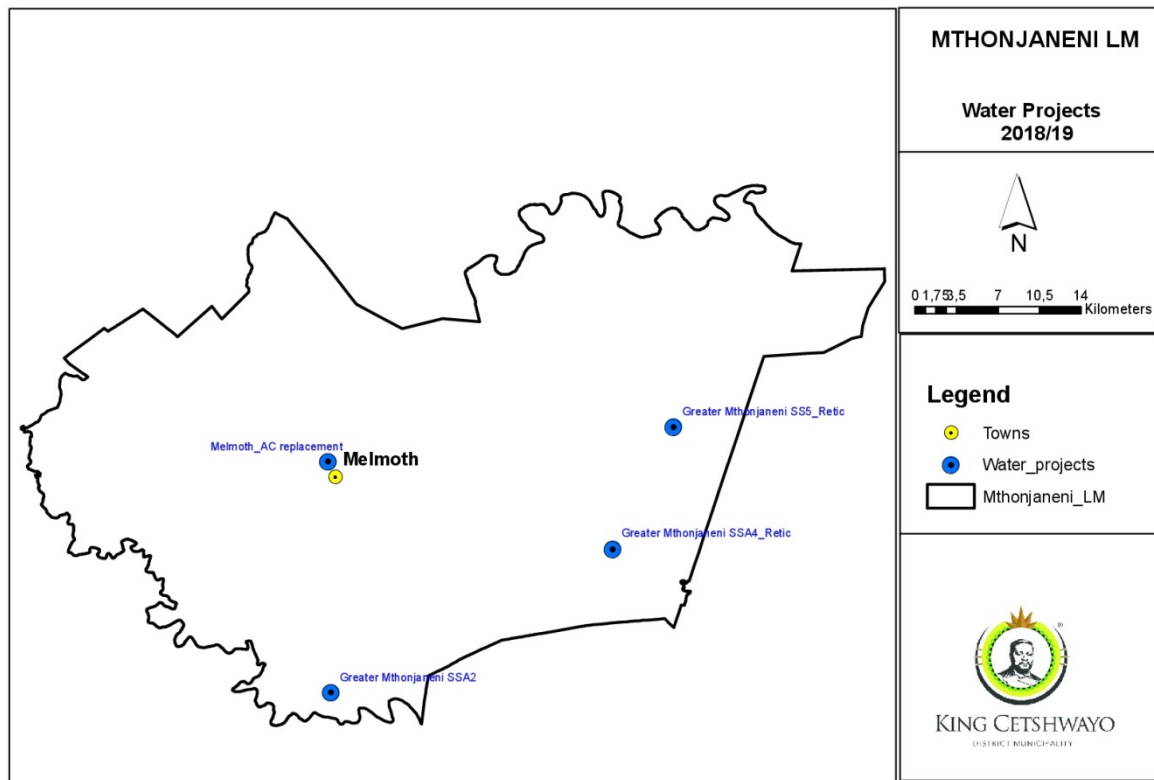 MTHONJANENI LM
Water Projects
2018/19
N
0 1,75 3,5 7 10,5 14
Kilometers
Legend
Towns
Water_projects
Mthonjaneni_LM
KING CETSHWAYO
DISTRICT MUNICIPALITY
Greater Mthonjaneni SS5_Retic
Melmoth_AC replacement
Melmoth
Greater Mthonjaneni SSA4_Retic
Greater Mthonjaneni SSA2